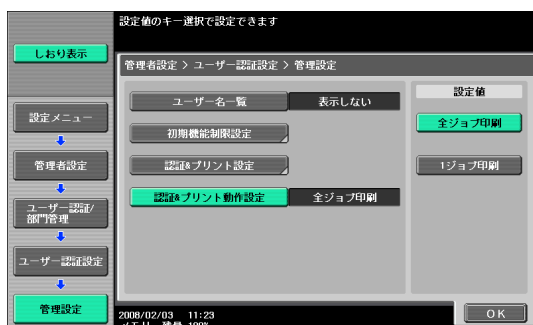 設定値のキー選択で設定できます
しおり表示
管理者設定 > ユーザー認証設定 > 管理設定
設定値
ユーザー名一覧
表示しない
設定メニュー
全ジョブ印刷
初期機能制限設定
管理者設定
認証&プリント設定
1ジョブ印刷
認証&プリント動作設定
全ジョブ印刷
ユーザー認証/
部門管理
ユーザー認証設定
管理設定
2008/02/03 11:23
メモリー残量 100%
OK